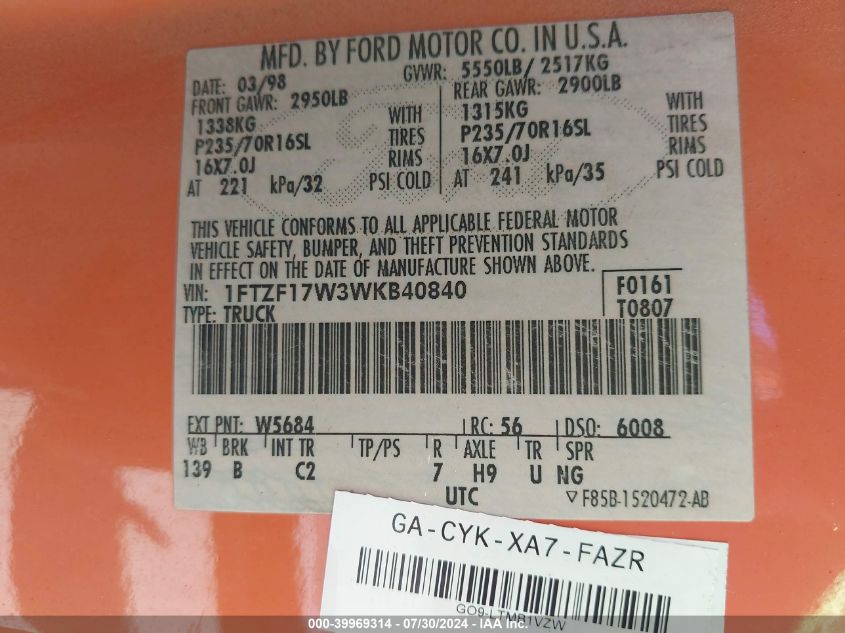 MFD. BY FORD MOTOR CO. IN U.S.A.
DATE: 03/98 GVWR: 5550LB/ 2517KG
FRONT GAWR: 2950LB REAR GAWR: 2900LB
1338KG WITH 1315KG WITH
P235/70R16SL TIRES P235/70R16SL TIRES
16X7.0J RIMS 16X7.0J RIMS
AT 221 kPa/32 PSI COLD AT 241 kPa/35 PSI COLD
THIS VEHICLE CONFORMS TO ALL APPLICABLE FEDERAL MOTOR
VEHICLE SAFETY, BUMPER, AND THEFT PREVENTION STANDARDS
IN EFFECT ON THE DATE OF MANUFACTURE SHOWN ABOVE.
VIN: 1FTZF17W3WKB40840 F0161
TYPE: TRUCK T0807
EXT PNT: W5684 RC: 56 DSO: 6008
WB BRK INT TR TP/PS R AXLE TR SPR
139 B C2 7 H9 U NG
UTC ▽ F85B-1520472-AB
GA-CYK-XA7-FAZR
GO9-LTMB1VZW
128 - 39969314 - 07/30/2024 - IAA Inc.